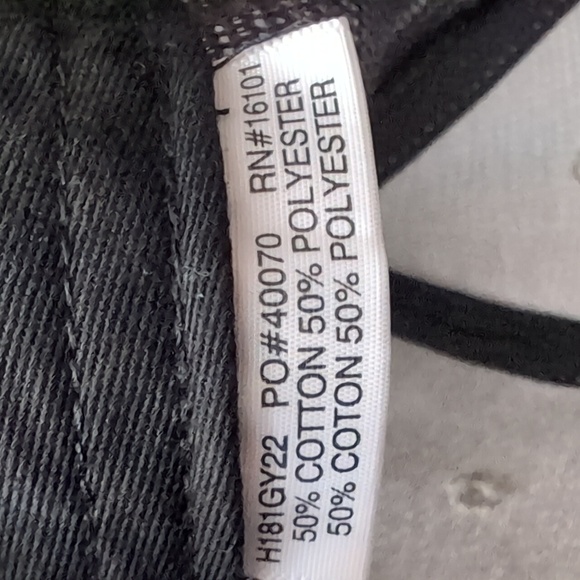 H181GY22 PO#40070 RN#16101
50% COTTON 50% POLYESTER
50% COTON 50% POLYESTER